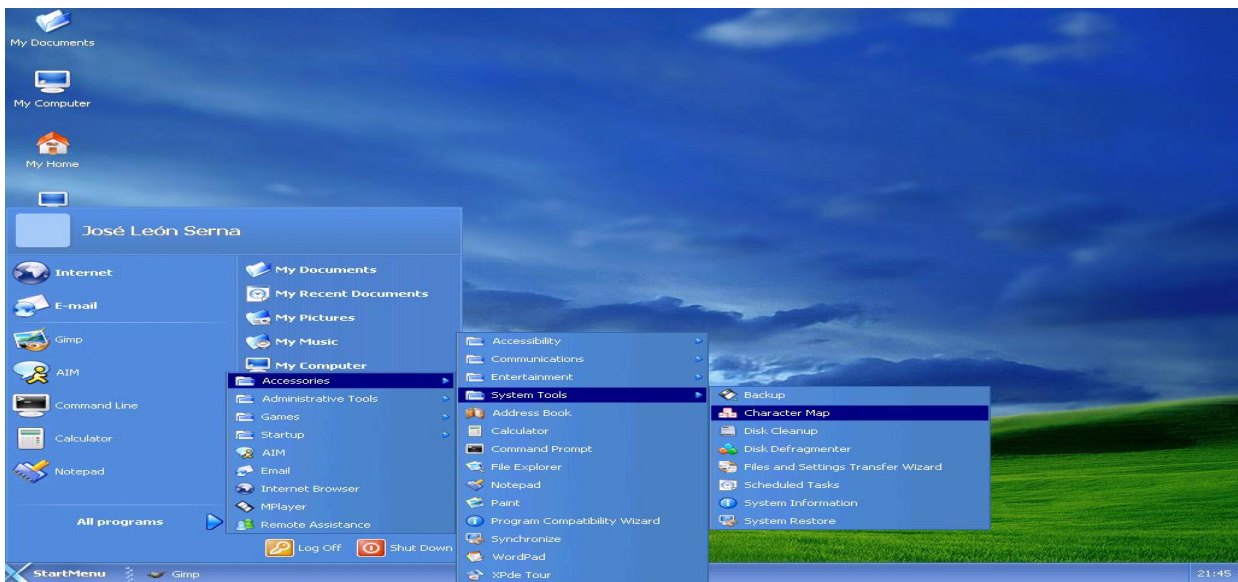 My Documents
My Computer
My Home
José León Serna
Internet
E-mail
Gimp
AIM
Command Line
Calculator
Notepad
All programs
My Documents
My Recent Documents
My Pictures
My Music
My Computer
Accessories
Administrative Tools
Games
Startup
AIM
Email
Internet Browser
MPlayer
Remote Assistance
Log Off
Shut Down
Accessibility
Communications
Entertainment
System Tools
Address Book
Calculator
Command Prompt
File Explorer
Notepad
Paint
Program Compatibility Wizard
Synchronize
WordPad
XPde Tour
Backup
Character Map
Disk Cleanup
Disk Defragmenter
Files and Settings Transfer Wizard
Scheduled Tasks
System Information
System Restore
StartMenu
Gimp
21:45